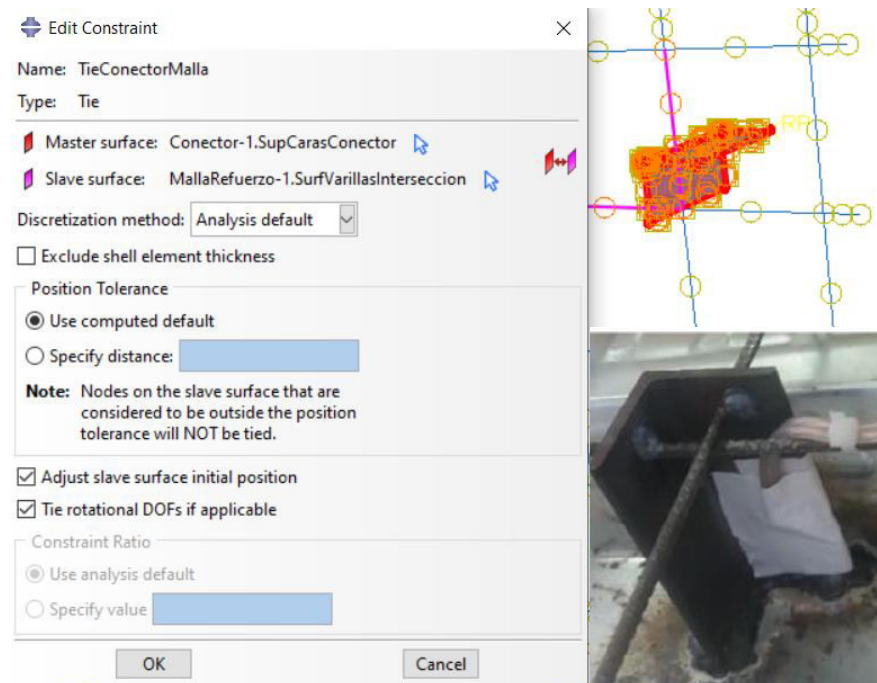 Edit Constraint
Name: TieConectorMalla
Type: Tie
Master surface: Conector-1.SupCarasConector
Slave surface: MallaRefuerzo-1.SurfVarillasInterseccion
Discretization method: Analysis default
Exclude shell element thickness
Position Tolerance
Use computed default
Specify distance:
Note: Nodes on the slave surface that are
considered to be outside the position
tolerance will NOT be tied.
Adjust slave surface initial position
Tie rotational DOFs if applicable
Constraint Ratio
Use analysis default
Specify value
OK Cancel
RP